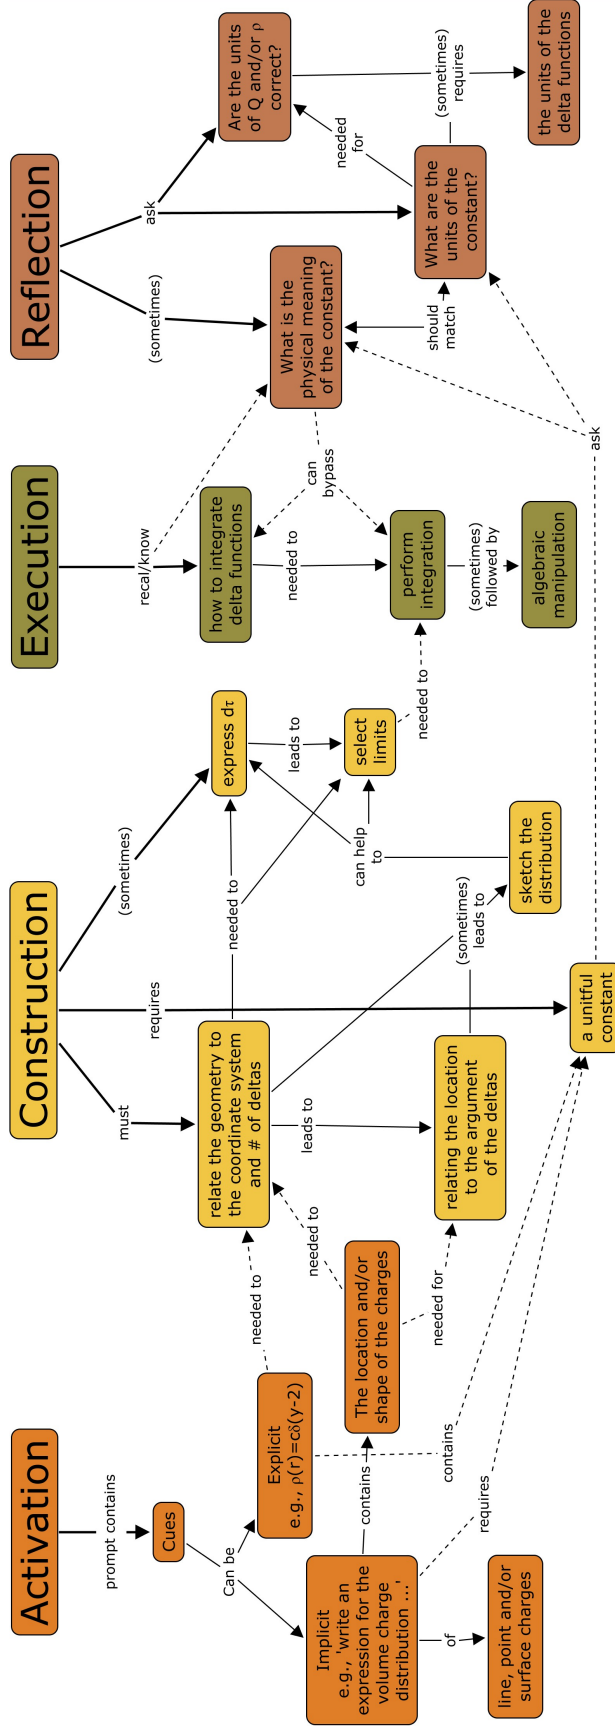 Activation
prompt contains
Cues
Can be
Explicit
e.g., ρ(r)=cδ(y-2)
Implicit
e.g., 'write an
expression for the
volume charge
distribution ...'
of
line, point and/or
surface charges
contains
The location and/or
shape of the charges
contains
requires
needed to
needed to
needed for
Construction
must
requires
(sometimes)
relate the geometry to
the coordinate system
and # of deltas
leads to
relating the location
to the argument
of the deltas
needed to
express dτ
leads to
select
limits
can help
to
(sometimes)
leads to
sketch the
distribution
a unitful
constant
needed to
Execution
recal/know
how to integrate
delta functions
needed to
perform
integration
(sometimes)
followed by
algebraic
manipulation
can
bypass
Reflection
(sometimes)
ask
What is the
physical meaning
of the constant?
Are the units
of Q and/or ρ
correct?
should
match
needed
for
What are the
units of the
constant?
(sometimes)
requires
the units of the
delta functions
ask